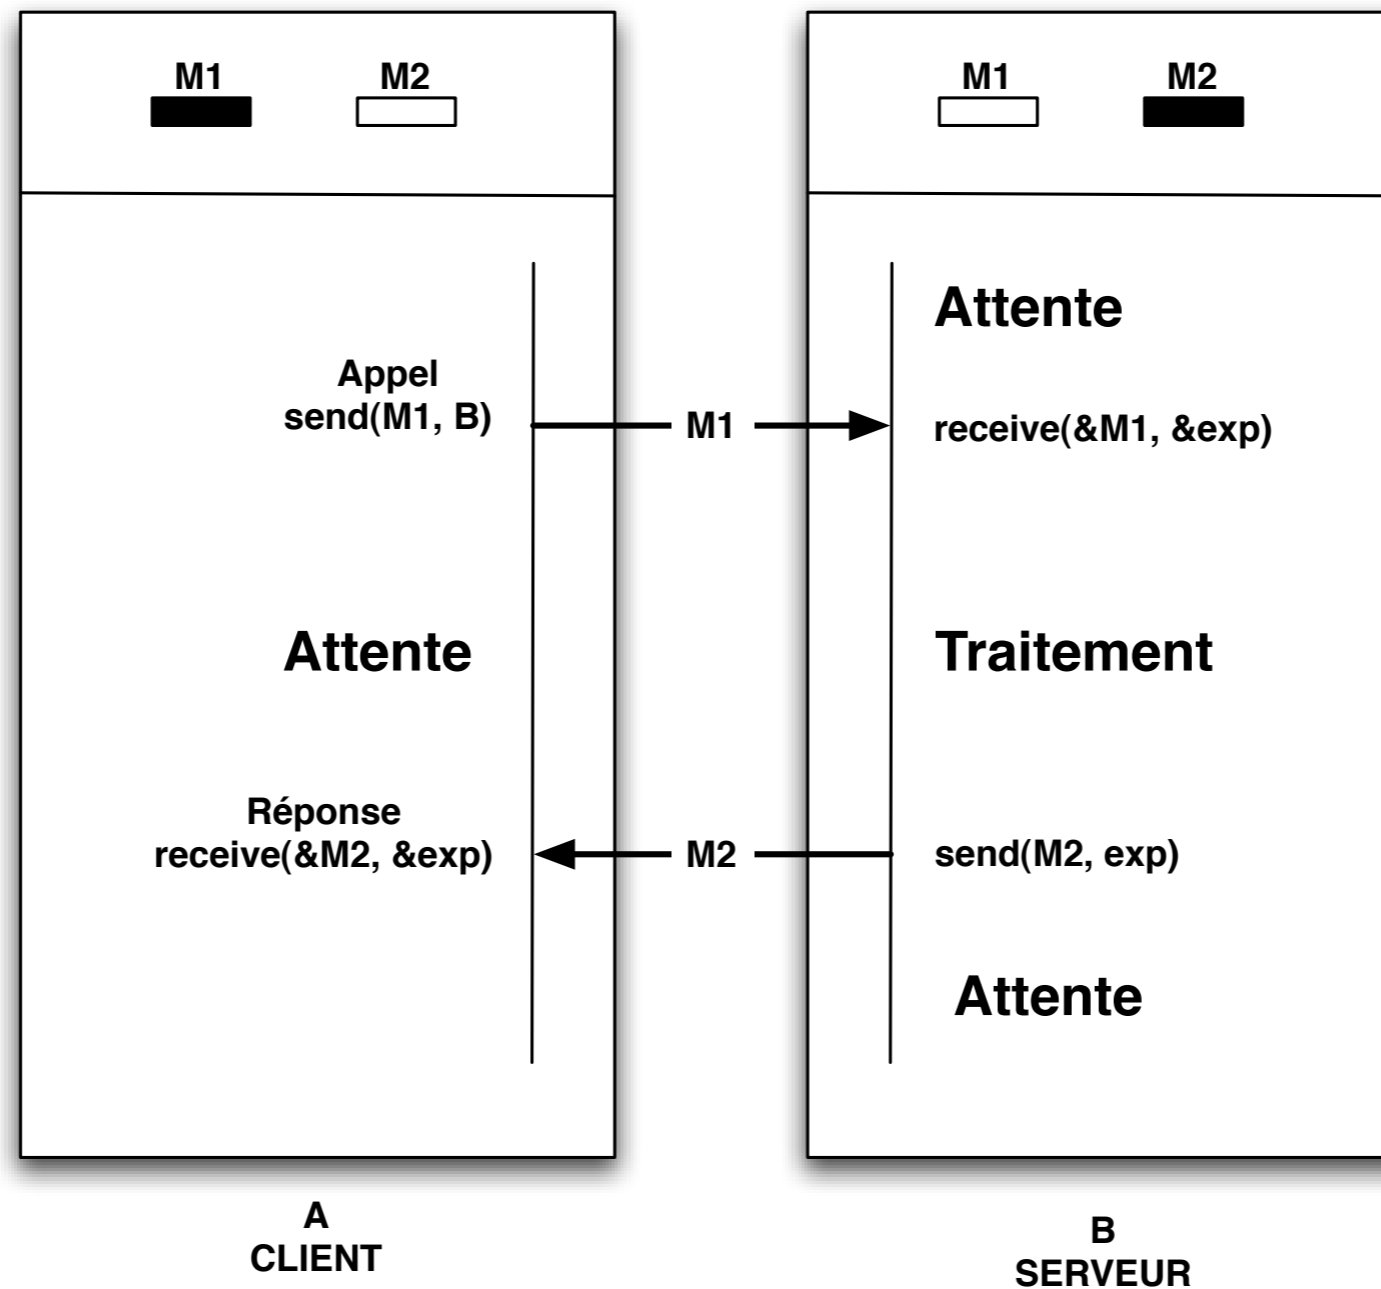 M1 M2
M1 M2
Attente
Appel
send(M1, B)
M1
receive(&M1, &exp)
Attente
Traitement
Réponse
receive(&M2, &exp)
M2
send(M2, exp)
Attente
A
CLIENT
B
SERVEUR